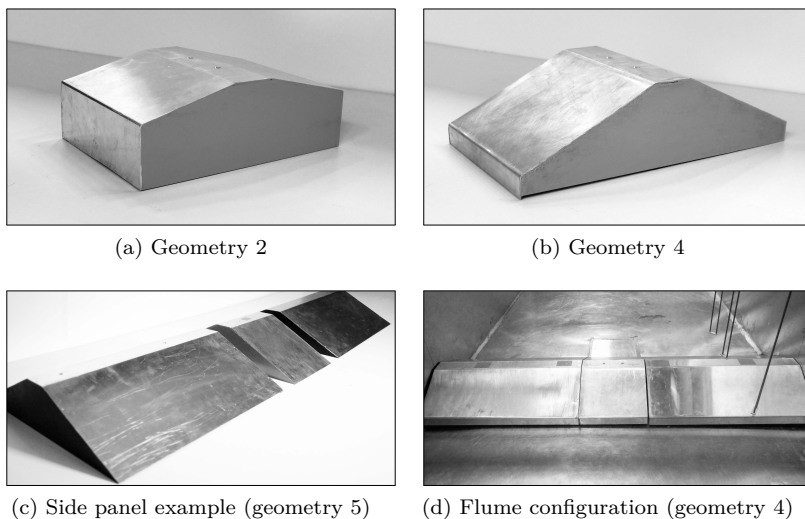 (a) Geometry 2
(b) Geometry 4
(c) Side panel example (geometry 5)
(d) Flume configuration (geometry 4)